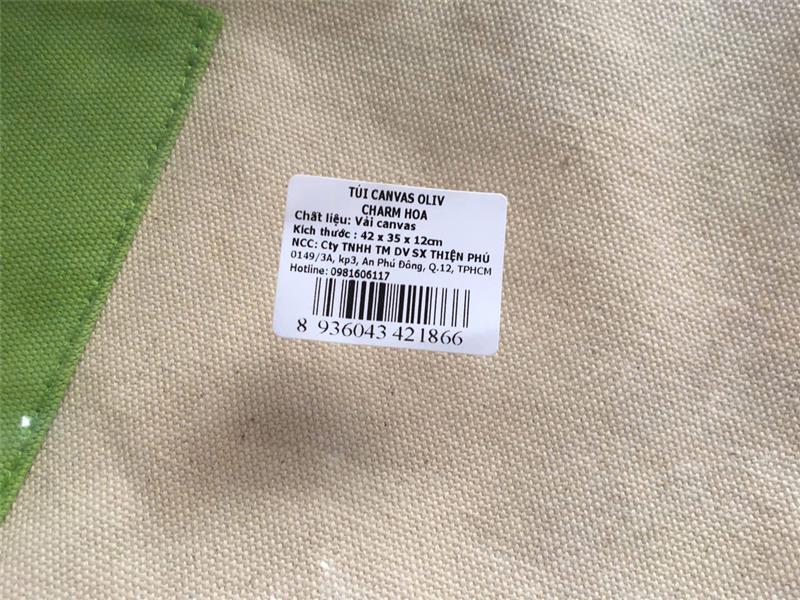 TÚI CANVAS OLIV
CHARM HOA
Chất liệu: Vải canvas
Kích thước : 42 x 35 x 12cm
NCC: Cty TNHH TM DV SX THIỆN PHÚ
0149/3A, kp3, An Phú Đông, Q.12, TPHCM
Hotline: 0981606117
8 936043 421866